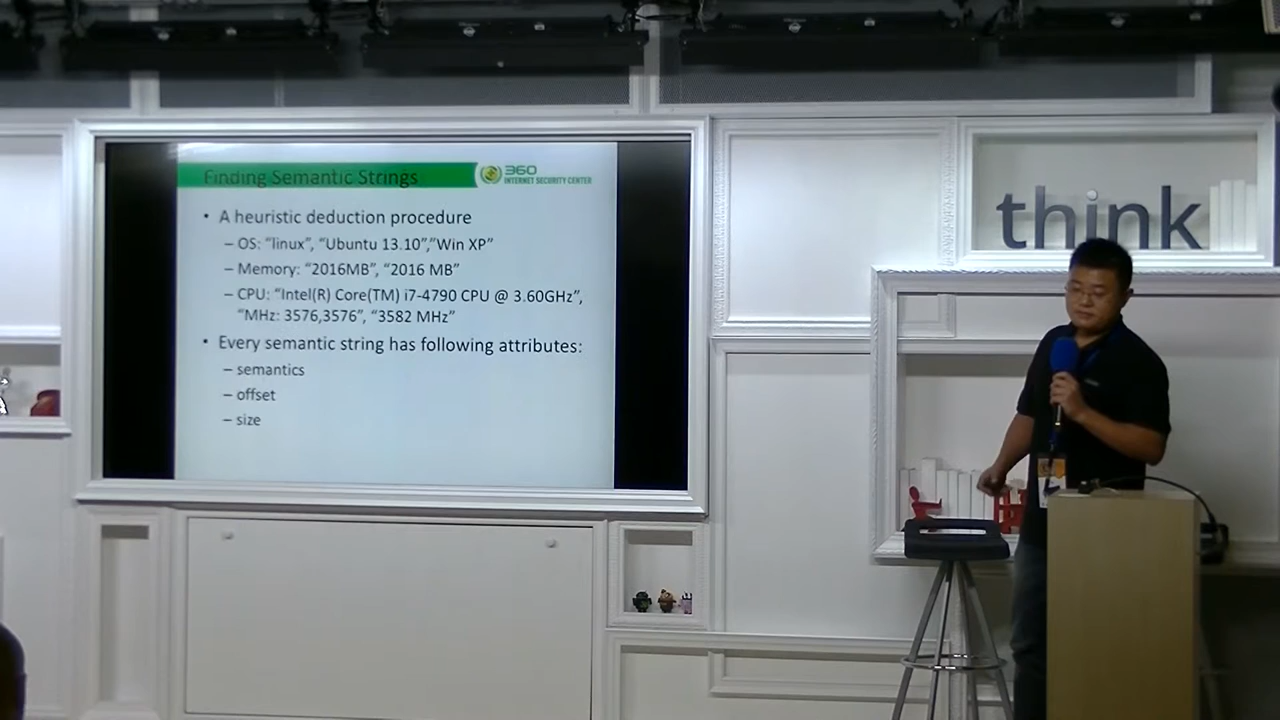 Finding Semantic Strings
360
INTERNET SECURITY CENTER
• A heuristic deduction procedure
– OS: “linux”, “Ubuntu 13.10”,”Win XP”
– Memory: “2016MB”, “2016 MB”
– CPU: “Intel(R) Core(TM) i7-4790 CPU @ 3.60GHz”,
“MHz: 3576,3576”, “3582 MHz”
• Every semantic string has following attributes:
– semantics
– offset
– size
think